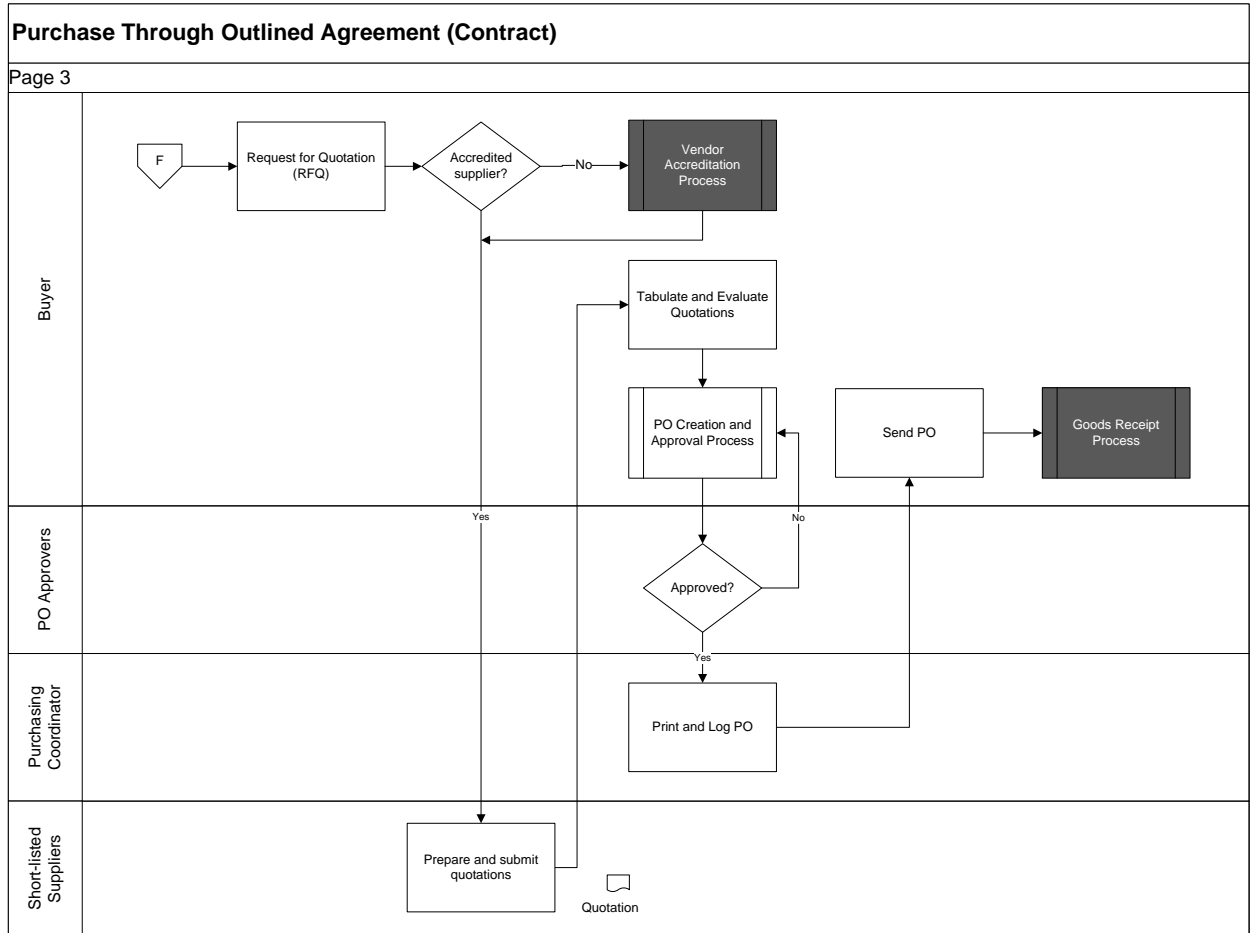 Purchase Through Outlined Agreement (Contract)
Page 3
Buyer
F
Request for Quotation
(RFQ)
Accredited
supplier?
No
Vendor
Accreditation
Process
Tabulate and Evaluate
Quotations
PO Creation and
Approval Process
Send PO
Goods Receipt
Process
Yes
No
PO Approvers
Approved?
Yes
Purchasing
Coordinator
Print and Log PO
Short-listed
Suppliers
Prepare and submit
quotations
Quotation